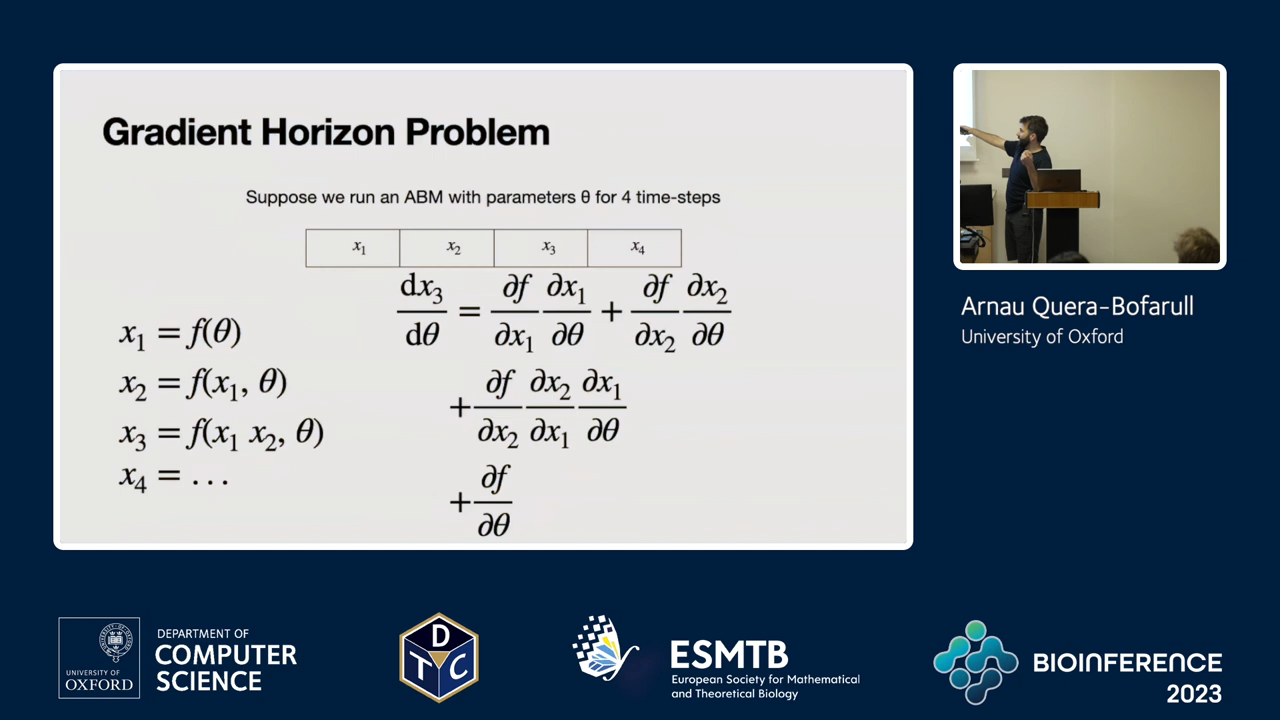 Gradient Horizon Problem
Suppose we run an ABM with parameters θ for 4 time-steps
x₁ x₂ x₃ x₄
dx₃/dθ = ∂f/∂x₁ ∂x₁/∂θ + ∂f/∂x₂ ∂x₂/∂θ
+ ∂f/∂x₂ ∂x₂/∂x₁ ∂x₁/∂θ
+ ∂f/∂θ
x₁ = f(θ)
x₂ = f(x₁, θ)
x₃ = f(x₁ x₂, θ)
x₄ = …
Arnau Quera-Bofarull
University of Oxford
UNIVERSITY OF
OXFORD
DEPARTMENT OF
COMPUTER
SCIENCE
D
T C
ESMTB
European Society for Mathematical
and Theoretical Biology
BIOINFERENCE
2023